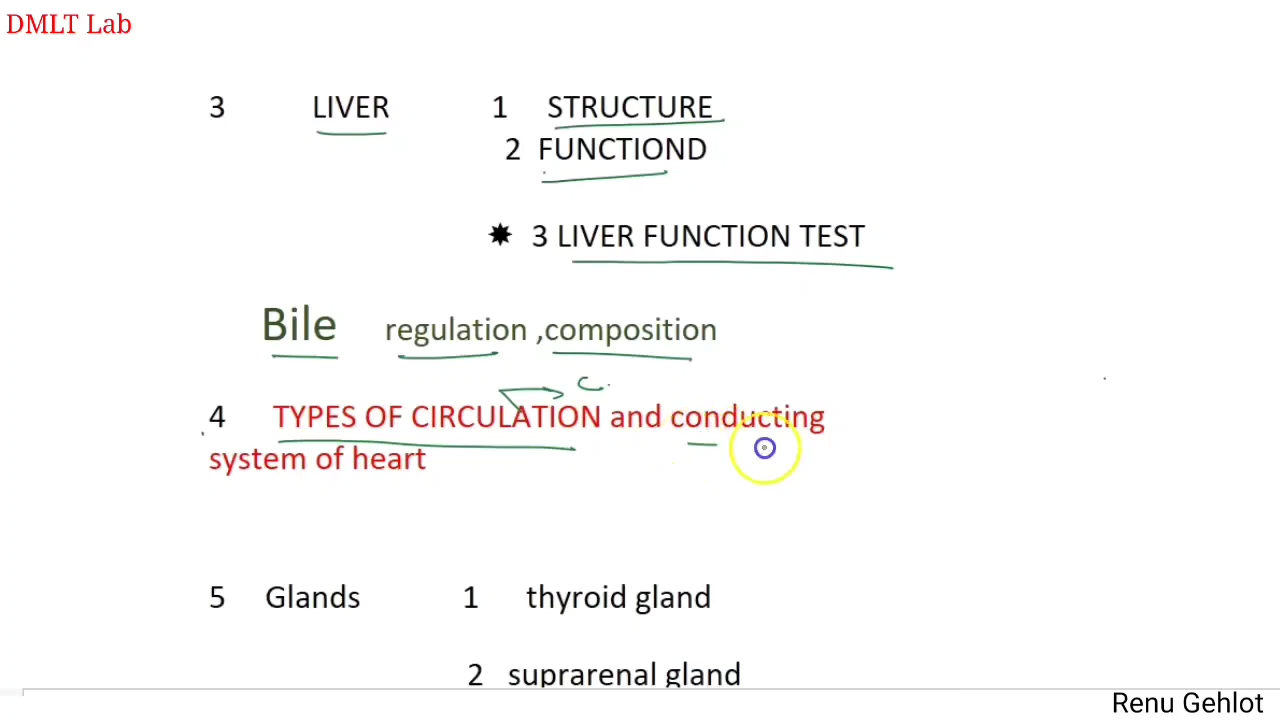 DMLT Lab
3 LIVER 1 STRUCTURE
2 FUNCTIOND
✷ 3 LIVER FUNCTION TEST
Bile regulation ,composition
C.
4 TYPES OF CIRCULATION and conducting
system of heart
5 Glands 1 thyroid gland
2 suprarenal gland
Renu Gehlot